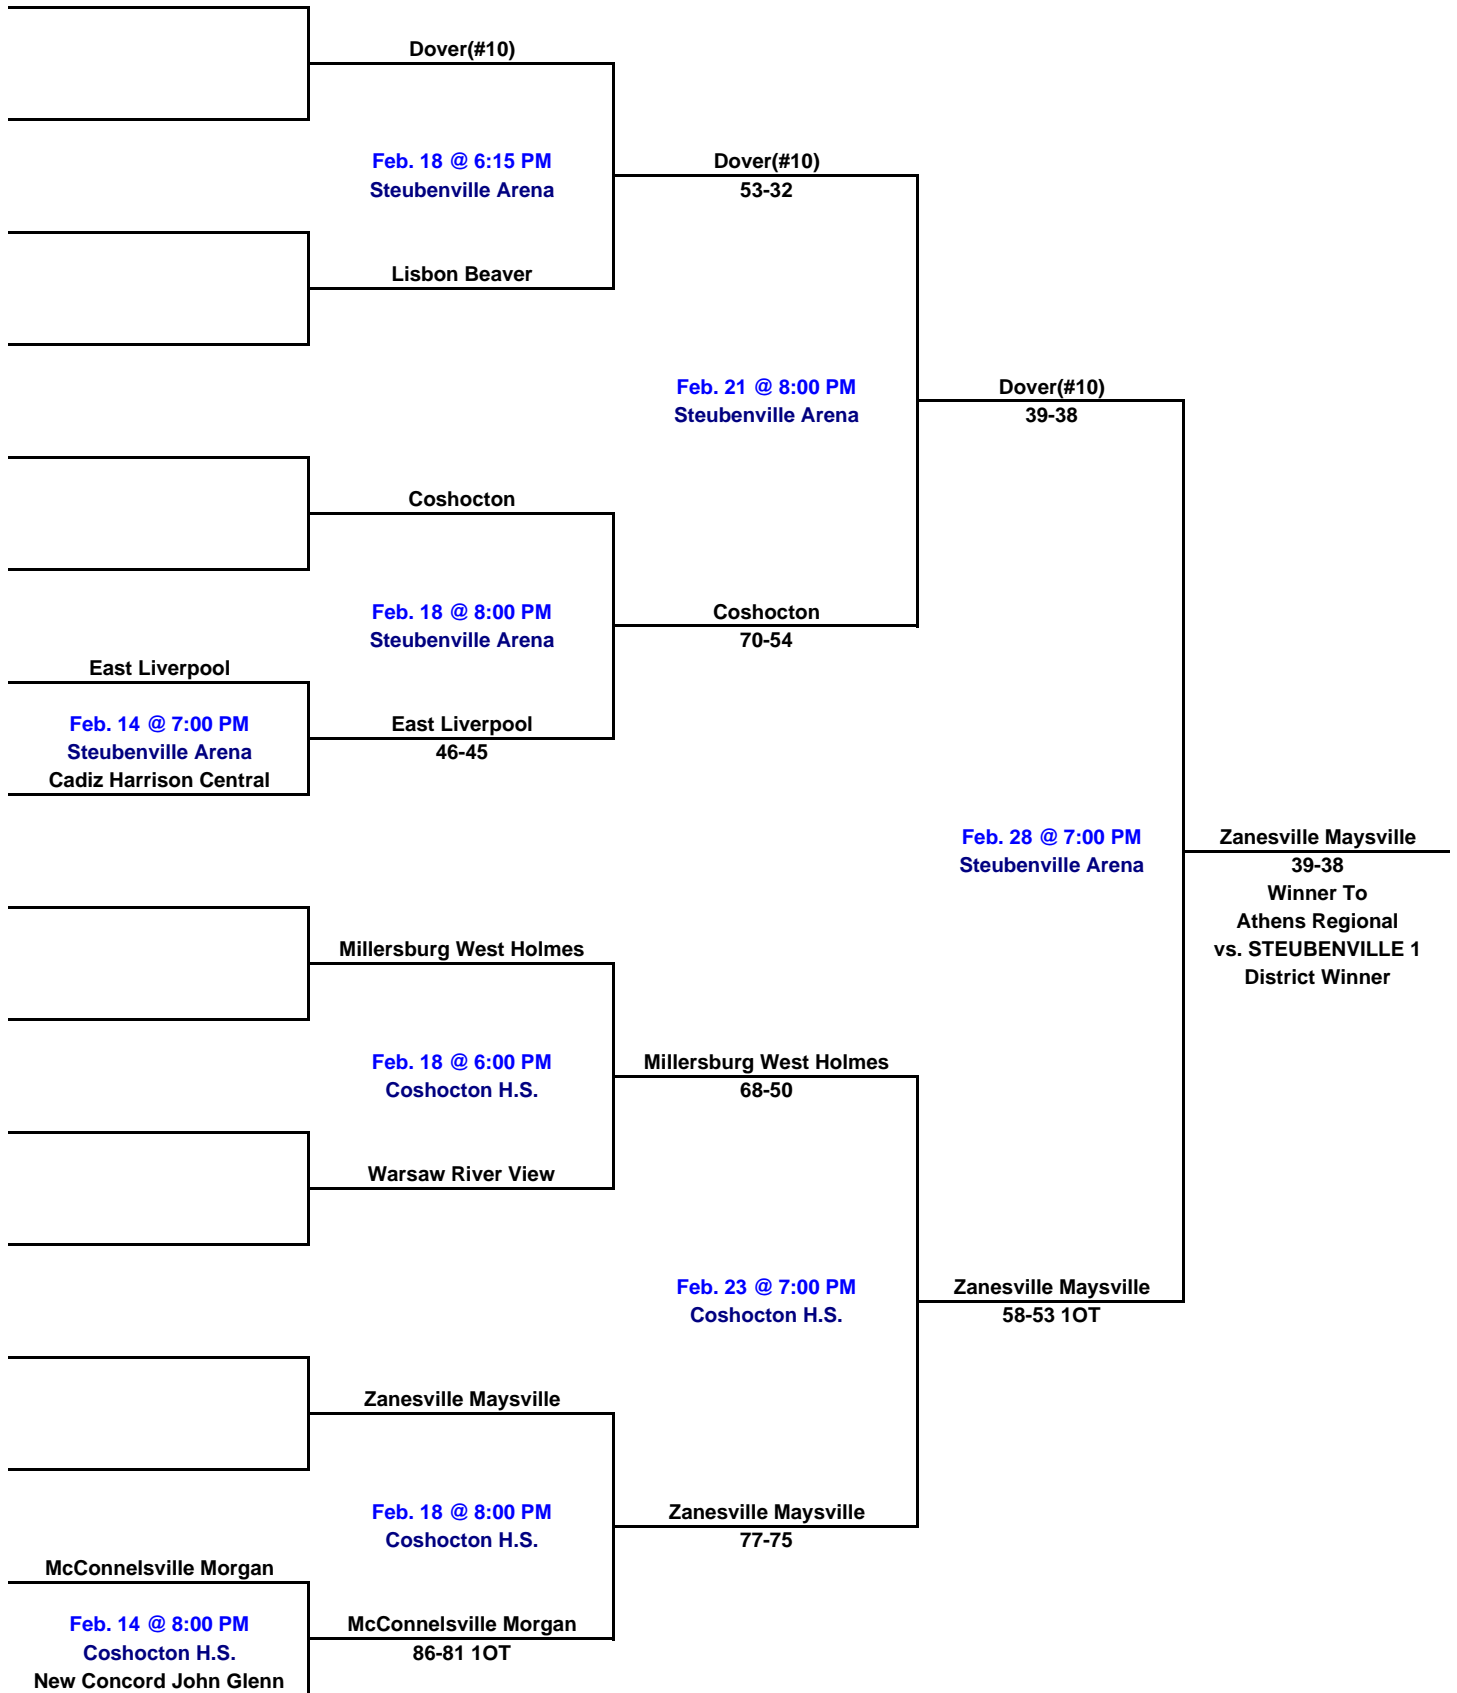 Dover(#10)
Feb. 18 @ 6:15 PM
Steubenville Arena
Dover(#10)
53-32
Lisbon Beaver
Feb. 21 @ 8:00 PM
Steubenville Arena
Dover(#10)
39-38
Coshocton
Feb. 18 @ 8:00 PM
Steubenville Arena
Coshocton
70-54
East Liverpool
Feb. 14 @ 7:00 PM
Steubenville Arena
Cadiz Harrison Central
East Liverpool
46-45
Feb. 28 @ 7:00 PM
Steubenville Arena
Zanesville Maysville
39-38
Winner To
Athens Regional
vs. STEUBENVILLE 1
District Winner
Millersburg West Holmes
Feb. 18 @ 6:00 PM
Coshocton H.S.
Millersburg West Holmes
68-50
Warsaw River View
Feb. 23 @ 7:00 PM
Coshocton H.S.
Zanesville Maysville
58-53 1OT
Zanesville Maysville
Feb. 18 @ 8:00 PM
Coshocton H.S.
Zanesville Maysville
77-75
McConnelsville Morgan
Feb. 14 @ 8:00 PM
Coshocton H.S.
New Concord John Glenn
McConnelsville Morgan
86-81 1OT